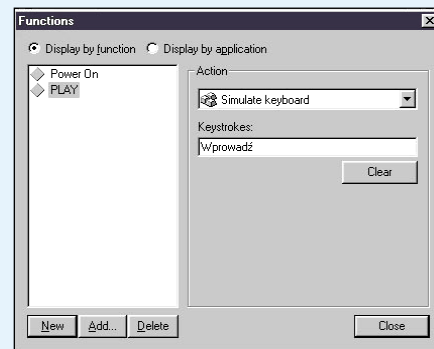 Functions
Display by function Display by application
Power On
PLAY
Action
Simulate keyboard
Keystrokes:
Wprowadź
Clear
New Add... Delete Close